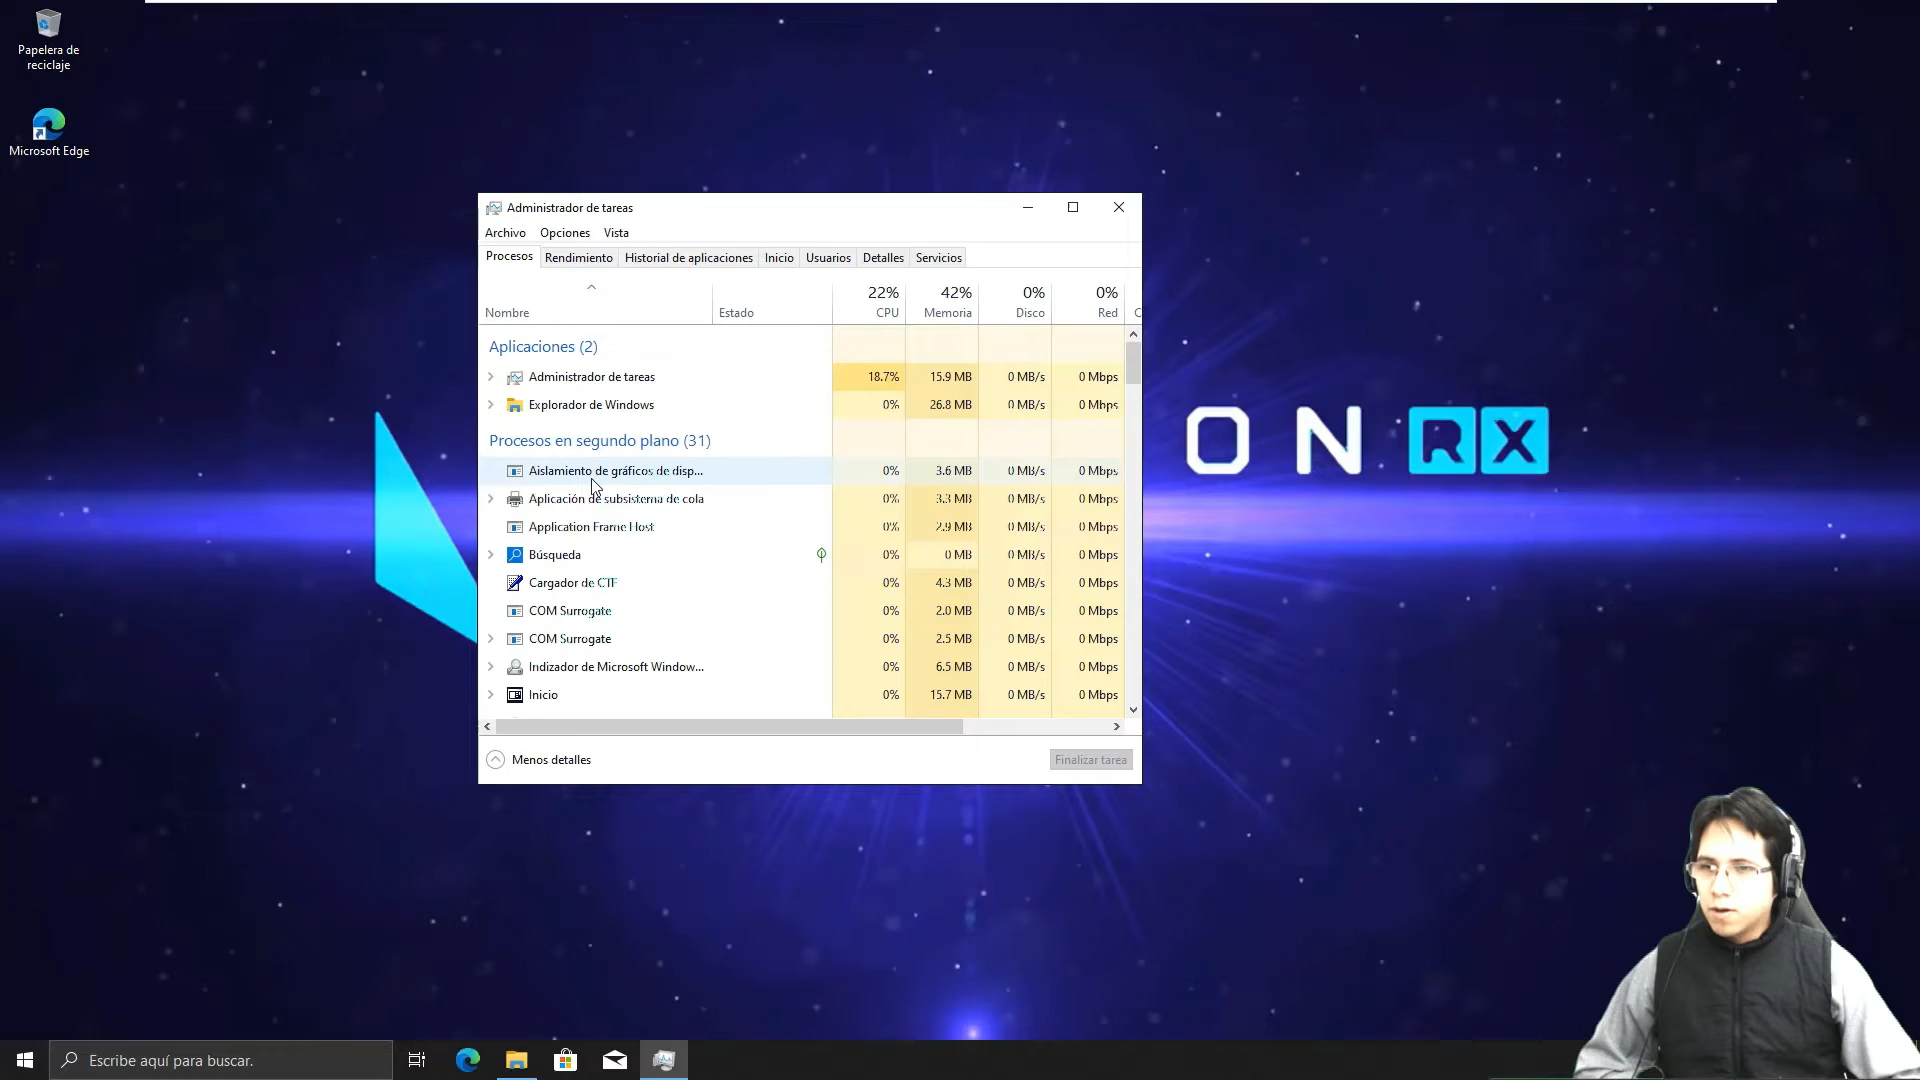 Papelera de
reciclaje
Microsoft Edge
Administrador de tareas
Archivo Opciones Vista
Procesos Rendimiento Historial de aplicaciones Inicio Usuarios Detalles Servicios
22% 42% 0% 0%
Nombre Estado CPU Memoria Disco Red C
Aplicaciones (2)
Administrador de tareas 18.7% 15.9 MB 0 MB/s 0 Mbps
Explorador de Windows 0% 26.8 MB 0 MB/s 0 Mbps
Procesos en segundo plano (31)
Aislamiento de gráficos de disp... 0% 3.6 MB 0 MB/s 0 Mbps
Aplicación de subsistema de cola 0% 3.3 MB 0 MB/s 0 Mbps
Application Frame Host 0% 2.9 MB 0 MB/s 0 Mbps
Búsqueda 0% 0 MB 0 MB/s 0 Mbps
Cargador de CTF 0% 4.3 MB 0 MB/s 0 Mbps
COM Surrogate 0% 2.0 MB 0 MB/s 0 Mbps
COM Surrogate 0% 2.5 MB 0 MB/s 0 Mbps
Indizador de Microsoft Window... 0% 6.5 MB 0 MB/s 0 Mbps
Inicio 0% 15.7 MB 0 MB/s 0 Mbps
Menos detalles Finalizar tarea
O N RX
Escribe aquí para buscar.